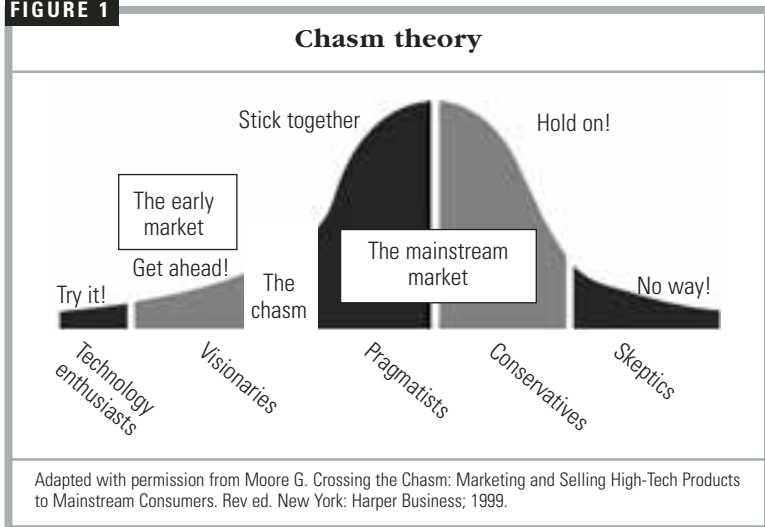 FIGURE 1
Chasm theory
Stick together
Hold on!
The early
market
The mainstream
market
Get ahead!
Try it!
The
chasm
No way!
Technology
enthusiasts
Visionaries
Pragmatists
Conservatives
Skeptics
Adapted with permission from Moore G. Crossing the Chasm: Marketing and Selling High-Tech Products
to Mainstream Consumers. Rev ed. New York: Harper Business; 1999.